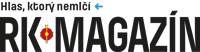 Hlas, ktorý nemlčí
RK MAGAZÍN